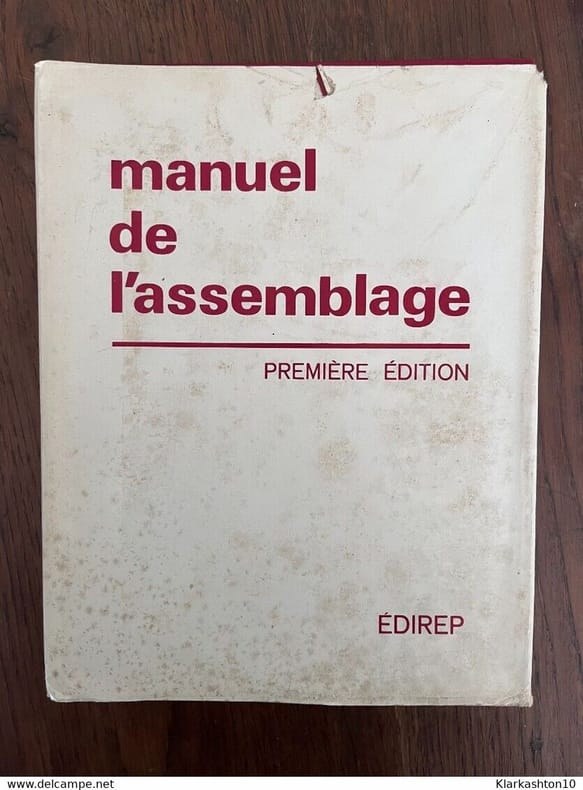 manuel
de
l'assemblage
PREMIÈRE ÉDITION
ÉDIREP
www.delcampe.net
Klarkashton10